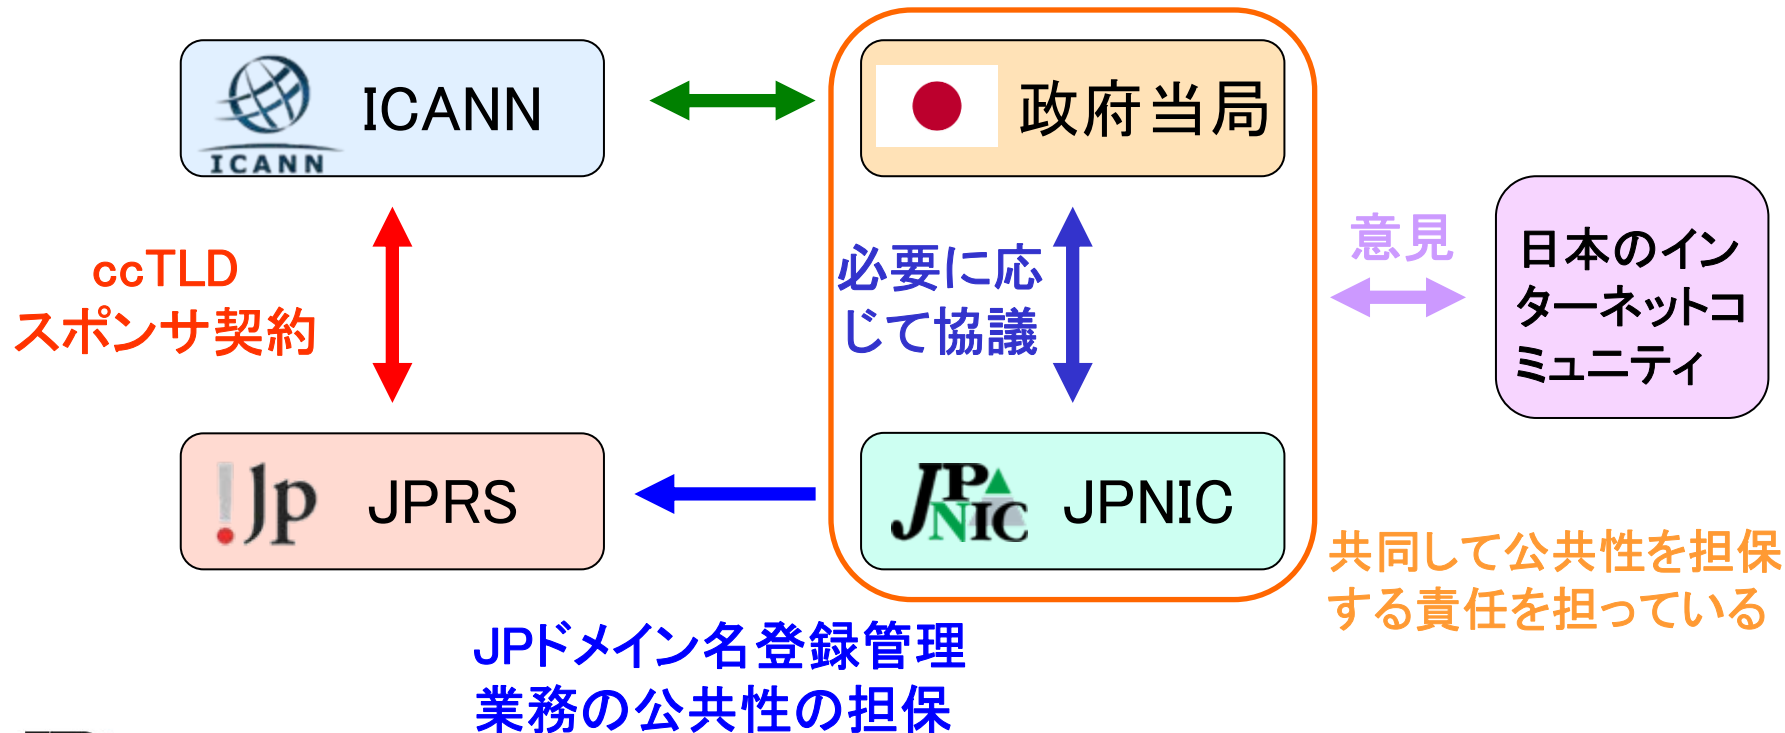 ICANN
ICANN
政府当局
ccTLD
スポンサ契約
必要に応
じて協議
意見
日本のイン
ターネットコ
ミュニティ
!Jp
JPRS
JPNIC
JPNIC
共同して公共性を担保
する責任を担っている
JPドメイン名登録管理
業務の公共性の担保